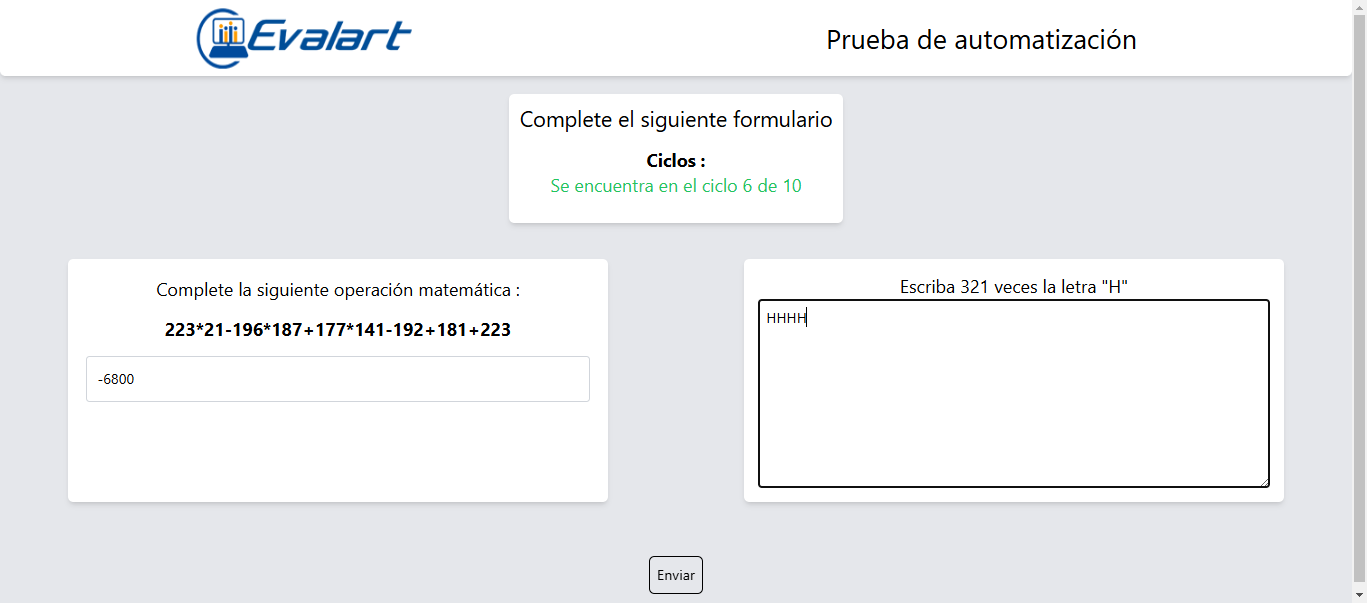 Evalart
Prueba de automatización
Complete el siguiente formulario
Ciclos :
Se encuentra en el ciclo 6 de 10
Complete la siguiente operación matemática :
223*21-196*187+177*141-192+181+223
-6800
Escriba 321 veces la letra "H"
HHHH
Enviar